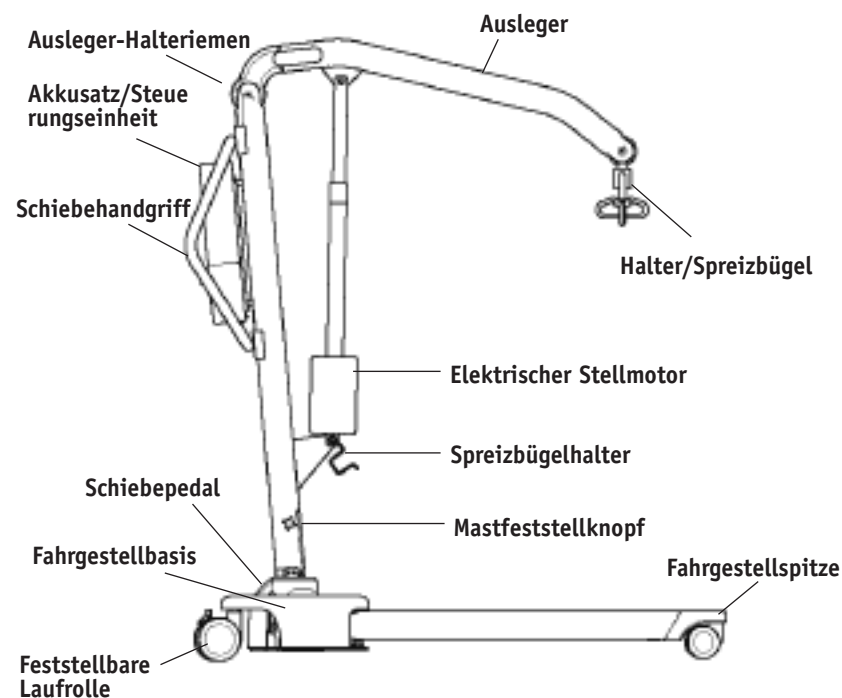 Ausleger
Ausleger-Halteriemen
Akkusatz/Steue
rungseinheit
Schiebehandgriff
Halter/Spreizbügel
Elektrischer Stellmotor
Spreizbügelhalter
Schiebepedal
Mastfeststellknopf
Fahrgestellbasis
Fahrgestellspitze
Feststellbare
Laufrolle